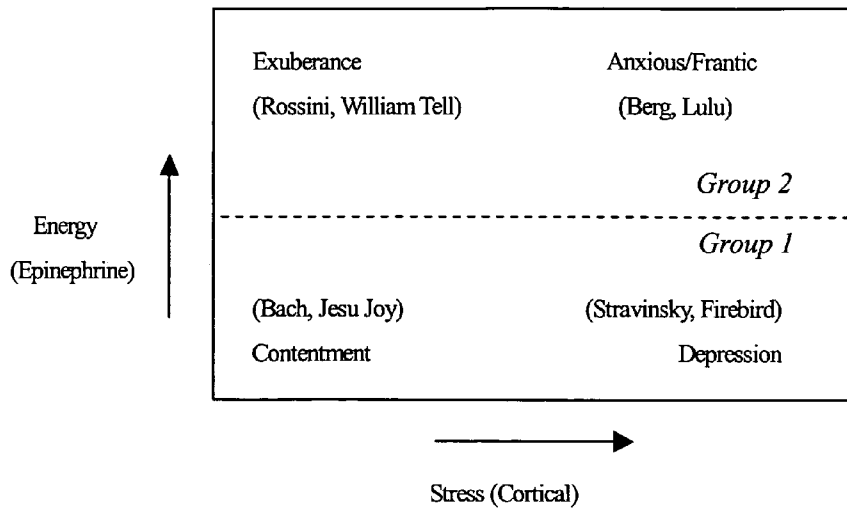 Exuberance
Anxious/Frantic
(Rossini, William Tell)
(Berg, Lulu)
Group 2
Group 1
Energy
(Epinephrine)
(Bach, Jesu Joy)
(Stravinsky, Firebird)
Contentment
Depression
Stress (Cortical)